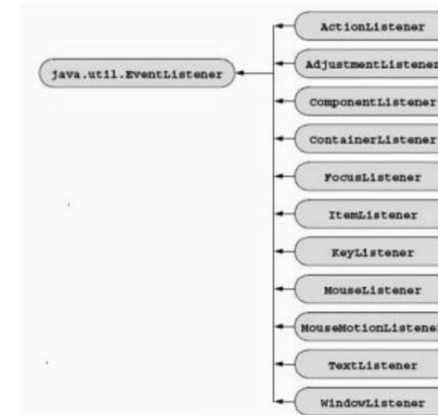 ActionListener
AdjustmentListener
java.util.EventListener
ComponentListener
ContainerListener
FocusListener
ItemListener
KeyListener
MouseListener
MouseMotionListener
TextListener
WindowListener